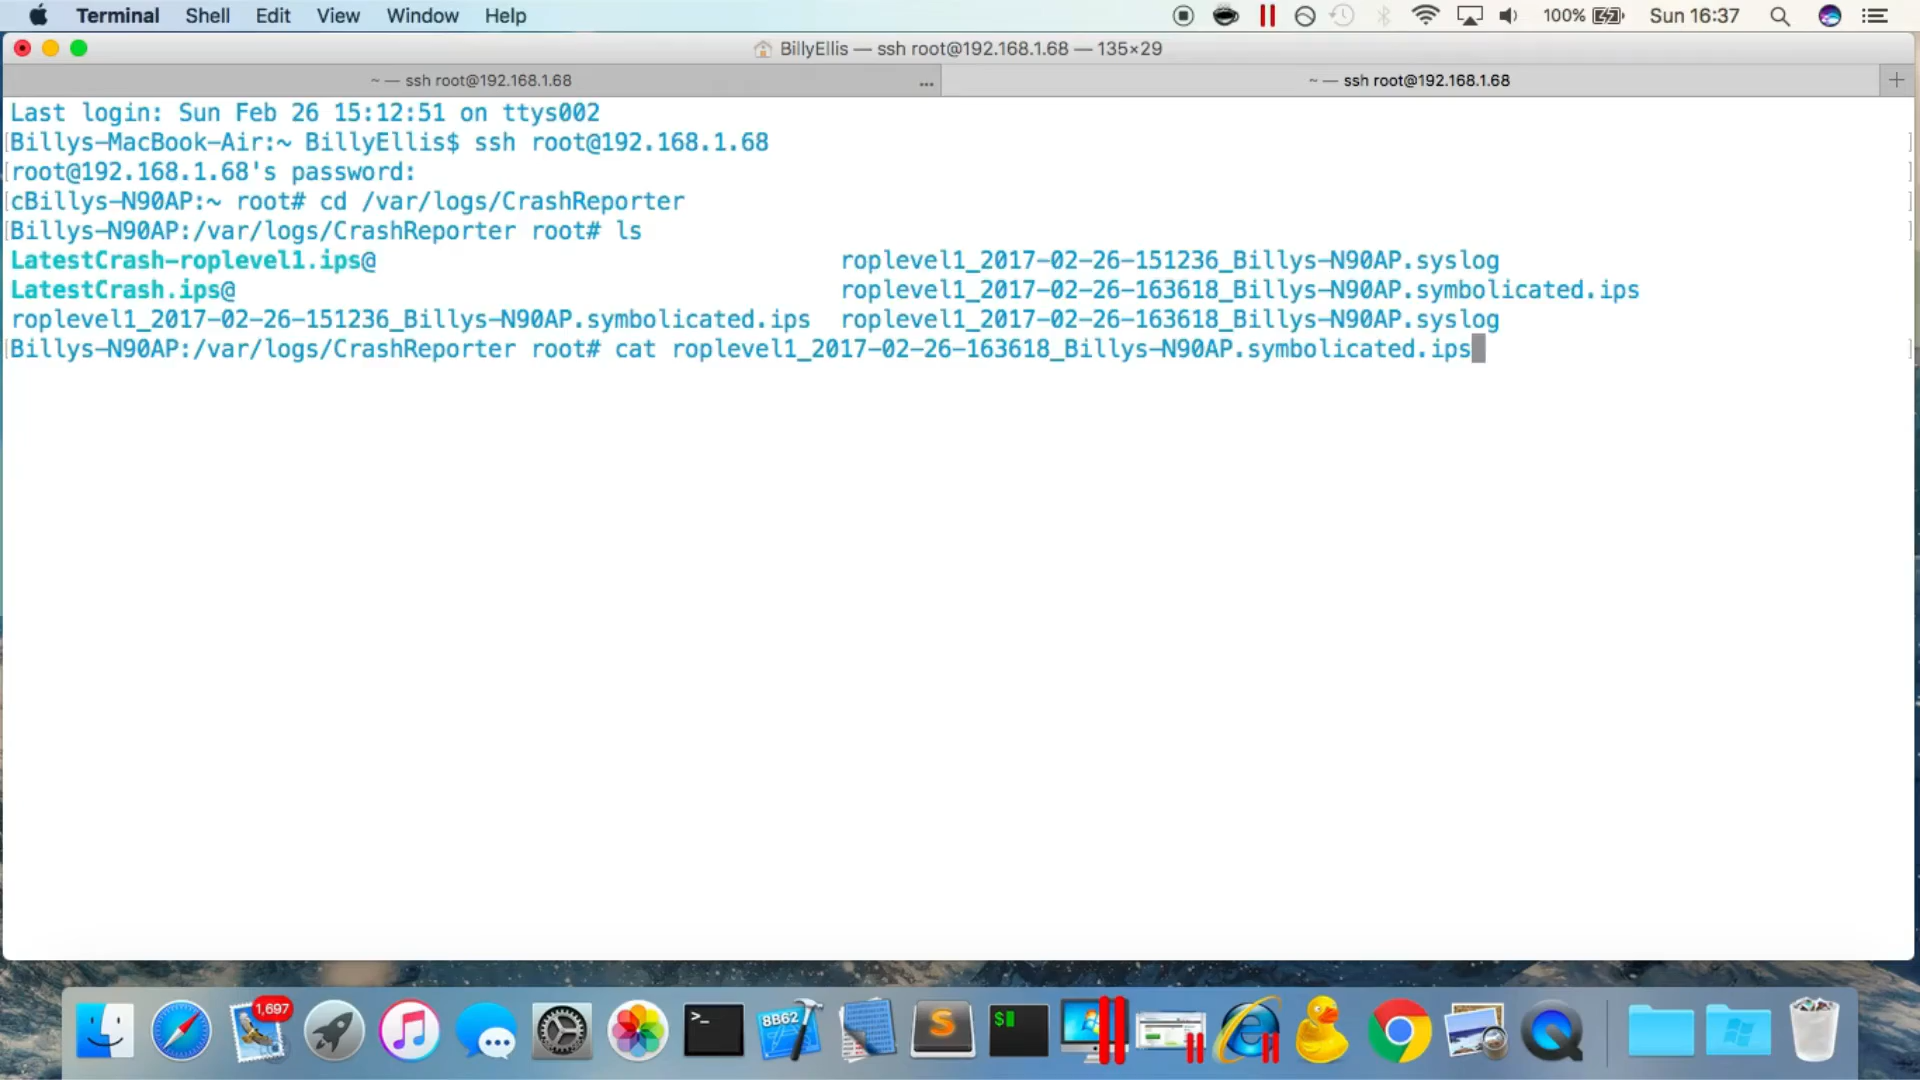 Terminal Shell Edit View Window Help 100% Sun 16:37
BillyEllis — ssh root@192.168.1.68 — 135×29
~ — ssh root@192.168.1.68 ... ~ — ssh root@192.168.1.68 +
Last login: Sun Feb 26 15:12:51 on ttys002
[Billys-MacBook-Air:~ BillyEllis$ ssh root@192.168.1.68 ]
[root@192.168.1.68's password: ]
[cBillys-N90AP:~ root# cd /var/logs/CrashReporter ]
[Billys-N90AP:/var/logs/CrashReporter root# ls ]
LatestCrash-roplevel1.ips@ roplevel1_2017-02-26-151236_Billys-N90AP.syslog
LatestCrash.ips@ roplevel1_2017-02-26-163618_Billys-N90AP.symbolicated.ips
roplevel1_2017-02-26-151236_Billys-N90AP.symbolicated.ips roplevel1_2017-02-26-163618_Billys-N90AP.syslog
[Billys-N90AP:/var/logs/CrashReporter root# cat roplevel1_2017-02-26-163618_Billys-N90AP.symbolicated.ips ]
1,697
>_
8B62
S
$